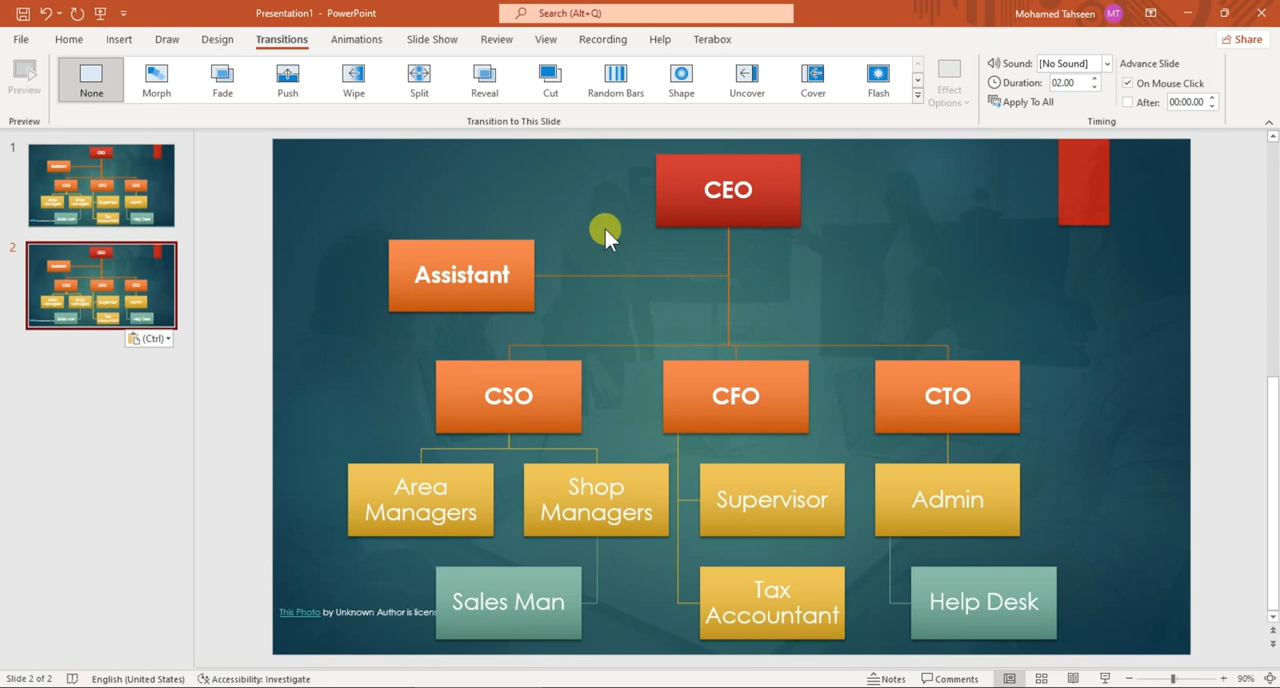 Presentation1 - PowerPoint
Search (Alt+Q)
Mohamed Tahseen
MT
File
Home
Insert
Draw
Design
Transitions
Animations
Slide Show
Review
View
Recording
Help
Terabox
Share
Preview
None
Morph
Fade
Push
Wipe
Split
Reveal
Cut
Random Bars
Shape
Uncover
Cover
Flash
Effect
Options
Sound: [No Sound]
Duration: 02.00
Apply To All
Advance Slide
On Mouse Click
After: 00:00.00
Preview
Transition to This Slide
Timing
1
2
(Ctrl)
CEO
Assistant
CSO
CFO
CTO
Area
Managers
Shop
Managers
Supervisor
Admin
Sales Man
Tax
Accountant
Help Desk
This Photo by Unknown Author is licen
Slide 2 of 2
English (United States)
Accessibility: Investigate
Notes
Comments
90%